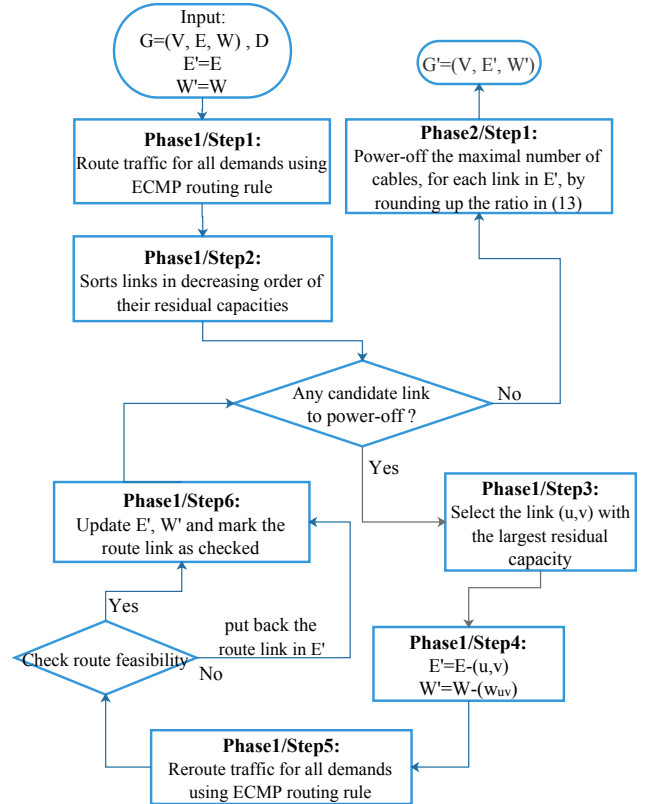 Input:
G=(V, E, W) , D
E'=E
W'=W
G'=(V, E', W')
Phase1/Step1:
Route traffic for all demands using
ECMP routing rule
Phase2/Step1:
Power-off the maximal number of
cables, for each link in E', by
rounding up the ratio in (13)
Phase1/Step2:
Sorts links in decreasing order of
their residual capacities
Any candidate link
to power-off ?
No
Yes
Phase1/Step3:
Select the link (u,v) with
the largest residual
capacity
Phase1/Step6:
Update E', W' and mark the
route link as checked
Yes
put back the
route link in E'
Check route feasibility
No
Phase1/Step4:
E'=E-(u,v)
W'=W-(wuv)
Phase1/Step5:
Reroute traffic for all demands
using ECMP routing rule